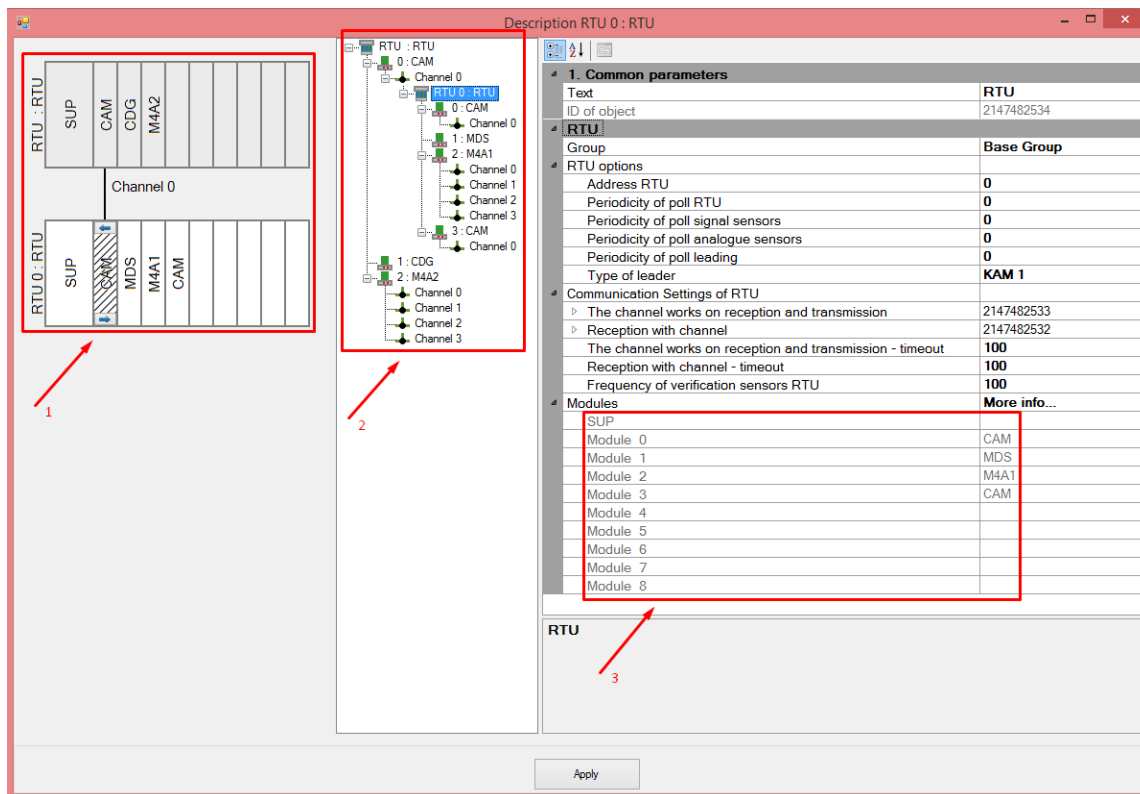 Description RTU 0 : RTU
RTU : RTU
SUP
CAM
CDG
M4A2
Channel 0
RTU 0 : RTU
SUP
CAM
MDS
M4A1
CAM
1
RTU : RTU
0 : CAM
Channel 0
RTU 0 : RTU
0 : CAM
Channel 0
1 : MDS
2 : M4A1
Channel 0
Channel 1
Channel 2
Channel 3
3 : CAM
Channel 0
1 : CDG
2 : M4A2
Channel 0
Channel 1
Channel 2
Channel 3
2
1. Common parameters
Text RTU
ID of object 2147482534
RTU
Group Base Group
RTU options
Address RTU 0
Periodicity of poll RTU 0
Periodicity of poll signal sensors 0
Periodicity of poll analogue sensors 0
Periodicity of poll leading 0
Type of leader KAM 1
Communication Settings of RTU
The channel works on reception and transmission 2147482533
Reception with channel 2147482532
The channel works on reception and transmission - timeout 100
Reception with channel - timeout 100
Frequency of verification sensors RTU 100
Modules More info...
SUP
Module 0 CAM
Module 1 MDS
Module 2 M4A1
Module 3 CAM
Module 4
Module 5
Module 6
Module 7
Module 8
RTU
3
Apply